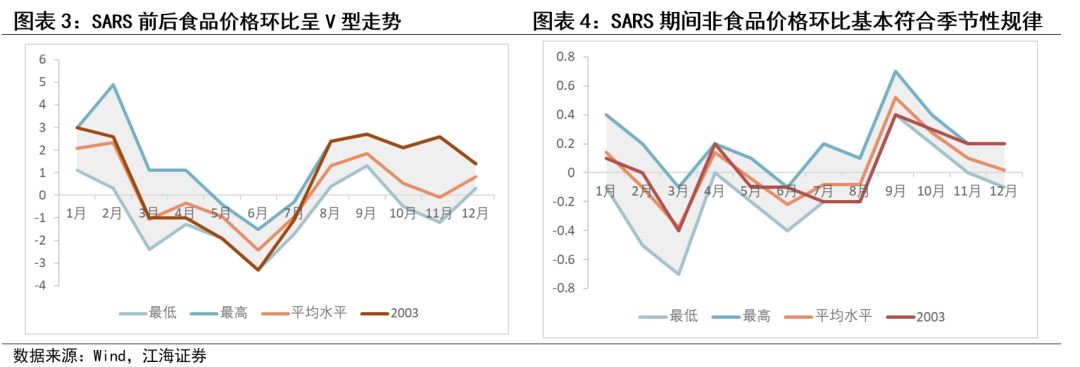 图表 3：SARS 前后食品价格环比呈 V 型走势
6
5
4
3
2
1
0
-1
-2
-3
-4
1月 2月 3月 4月 5月 6月 7月 8月 9月 10月 11月 12月
最低 最高 平均水平 2003
图表 4：SARS 期间非食品价格环比基本符合季节性规律
0.8
0.6
0.4
0.2
0
-0.2
-0.4
-0.6
-0.8
1月 2月 3月 4月 5月 6月 7月 8月 9月 10月 11月 12月
最低 最高 平均水平 2003
数据来源：Wind，江海证券